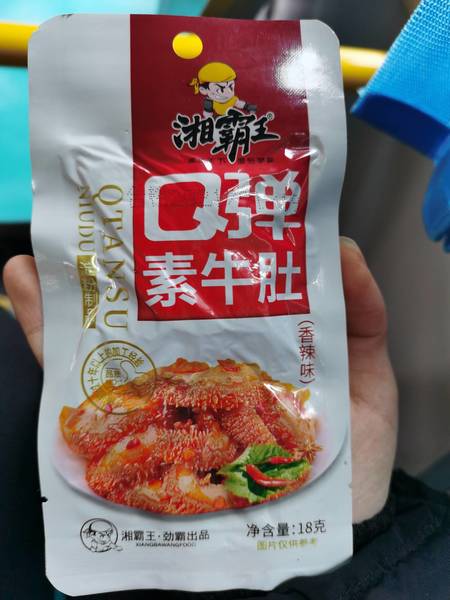 湘霸王
Q弹
素牛肚
(香辣味)
QTANSU
NIUDU
湘霸王·劲霸出品
XIANGBAWANGFOOD
净含量:18克
图片仅供参考